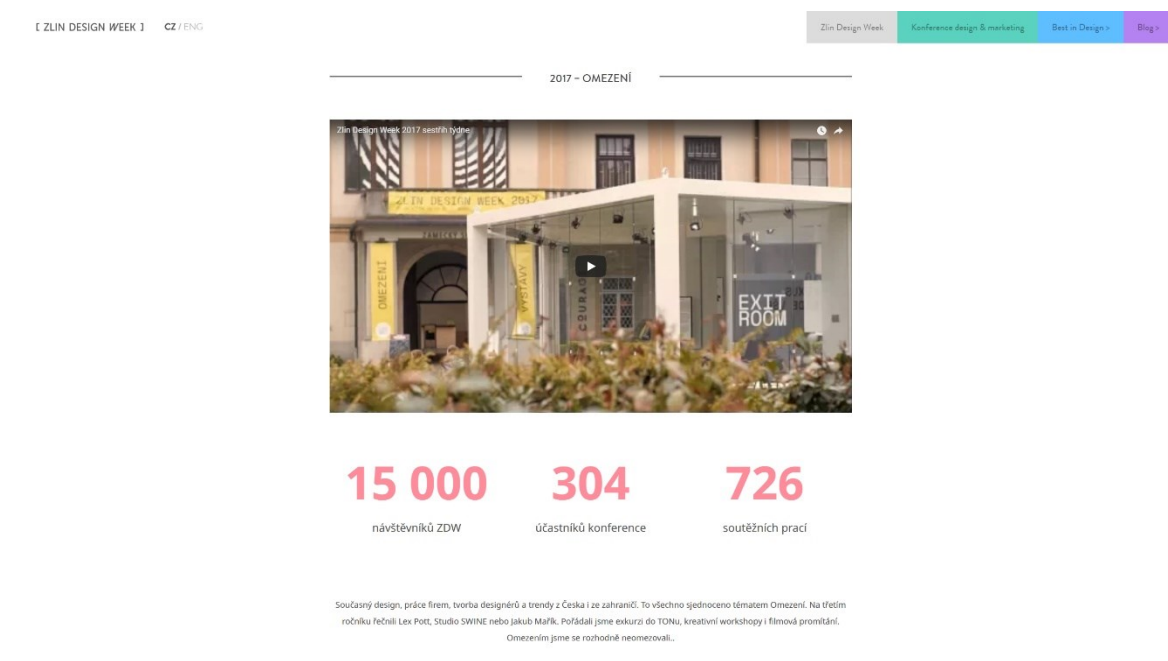 [ ZLIN DESIGN WEEK ]
CZ / ENG
Zlin Design Week
Konference design & marketing
Best in Design >
Blog >
2017 – OMEZENÍ
Zlin Design Week 2017 sestřih týdne
ZLIN DESIGN WEEK 2017
ZÁMECKÝ
OMEZENÍ
VÝSTAVY
COURAG
EXIT
ROOM
15 000
304
726
návštěvníků ZDW
účastníků konference
soutěžních prací
Současný design, práce firem, tvorba designérů a trendy z Česka i ze zahraničí. To všechno sjednoceno tématem Omezení. Na třetím
ročníku řečnili Lex Pott, Studio SWINE nebo Jakub Mařík. Pořádali jsme exkurzi do TONu, kreativní workshopy i filmová promítání.
Omezením jsme se rozhodně neomezovali..